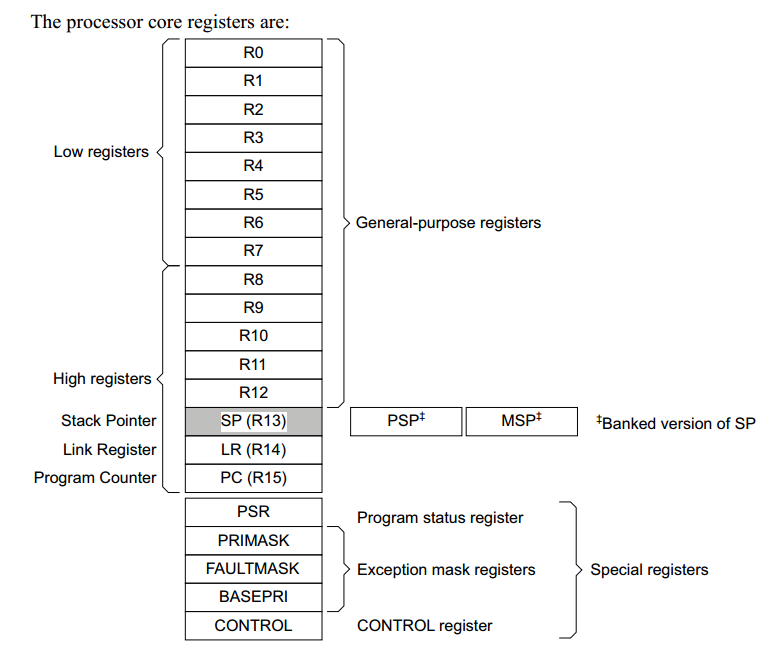 The processor core registers are:
R0
R1
R2
R3
Low registers
R4
R5
R6
General-purpose registers
R7
R8
R9
R10
R11
High registers
R12
Stack Pointer SP (R13) PSP‡ MSP‡ ‡Banked version of SP
Link Register LR (R14)
Program Counter PC (R15)
PSR Program status register
PRIMASK
FAULTMASK Exception mask registers Special registers
BASEPRI
CONTROL CONTROL register